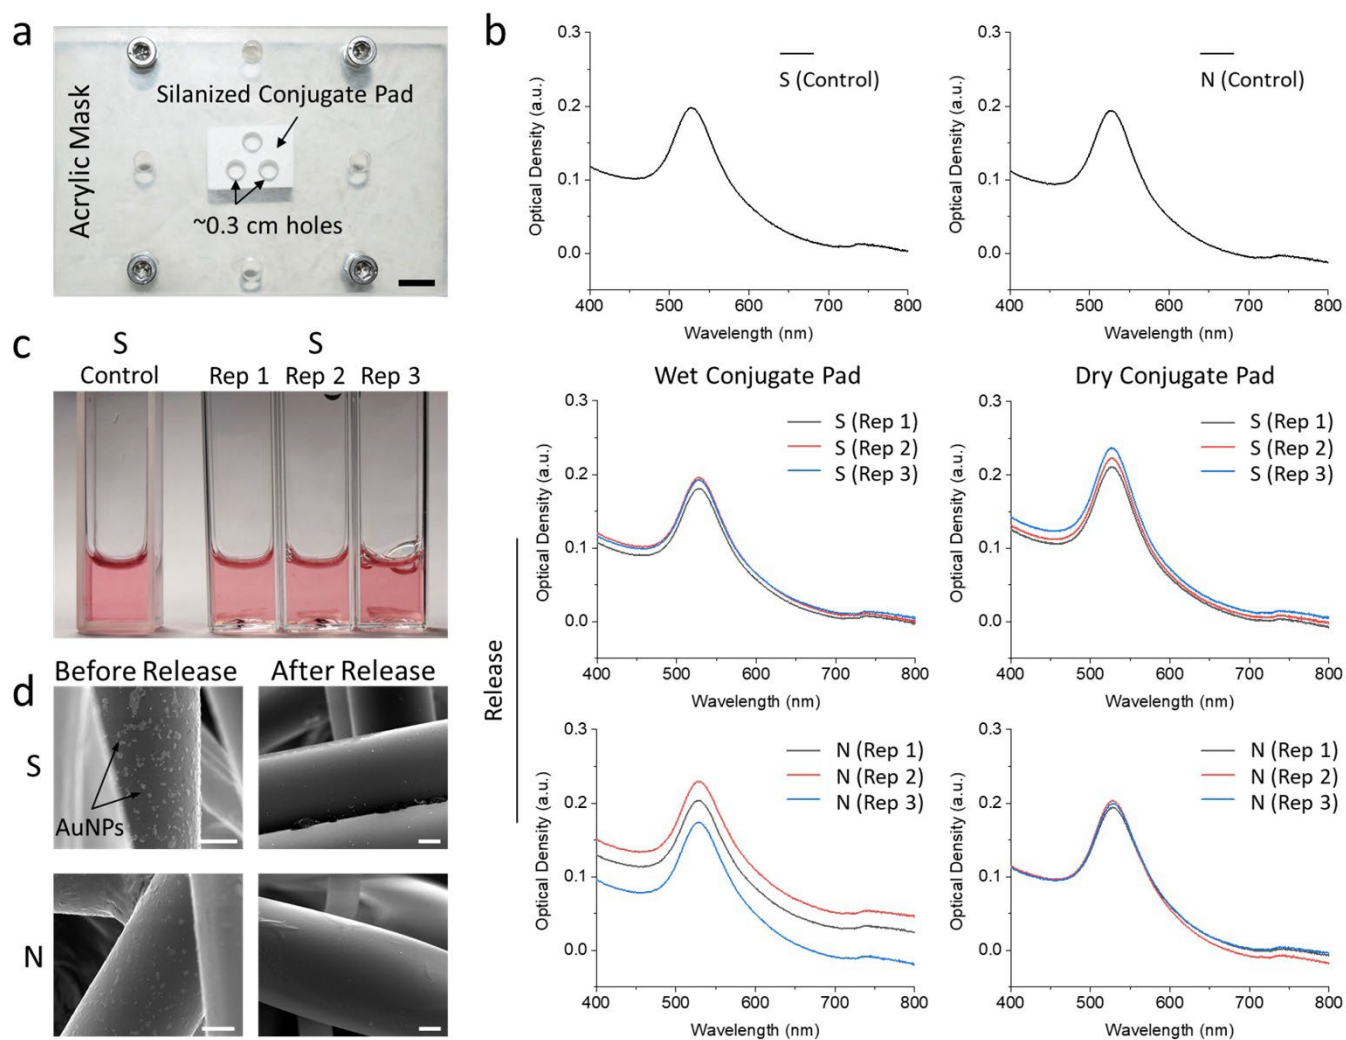 a
Acrylic Mask
Silanized Conjugate Pad
~0.3 cm holes
b
Optical Density (a.u.)
0.3
0.2
0.1
0.0
S (Control)
400 500 600 700 800
Wavelength (nm)
Optical Density (a.u.)
0.3
0.2
0.1
0.0
N (Control)
400 500 600 700 800
Wavelength (nm)
c
S
Control
S
Rep 1 Rep 2 Rep 3
Release
Wet Conjugate Pad
Optical Density (a.u.)
0.3
0.2
0.1
0.0
S (Rep 1)
S (Rep 2)
S (Rep 3)
400 500 600 700 800
Wavelength (nm)
Dry Conjugate Pad
Optical Density (a.u.)
0.3
0.2
0.1
0.0
S (Rep 1)
S (Rep 2)
S (Rep 3)
400 500 600 700 800
Wavelength (nm)
d
Before Release After Release
S
AuNPs
N
Optical Density (a.u.)
0.3
0.2
0.1
0.0
N (Rep 1)
N (Rep 2)
N (Rep 3)
400 500 600 700 800
Wavelength (nm)
Optical Density (a.u.)
0.3
0.2
0.1
0.0
N (Rep 1)
N (Rep 2)
N (Rep 3)
400 500 600 700 800
Wavelength (nm)